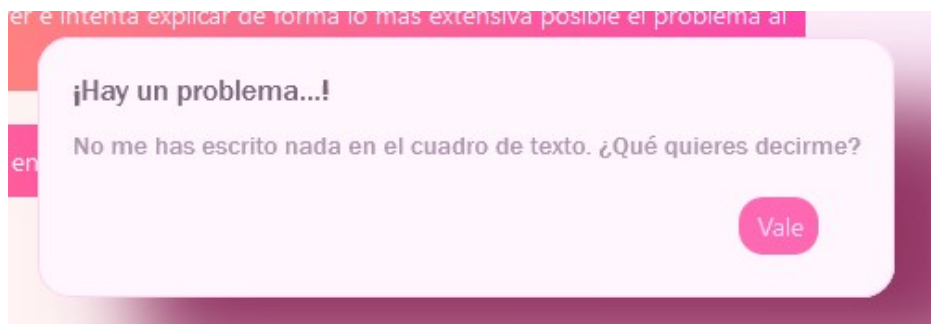 er e intenta explicar de forma lo más extensiva posible el problema al
¡Hay un problema...!
No me has escrito nada en el cuadro de texto. ¿Qué quieres decirme?
en
Vale